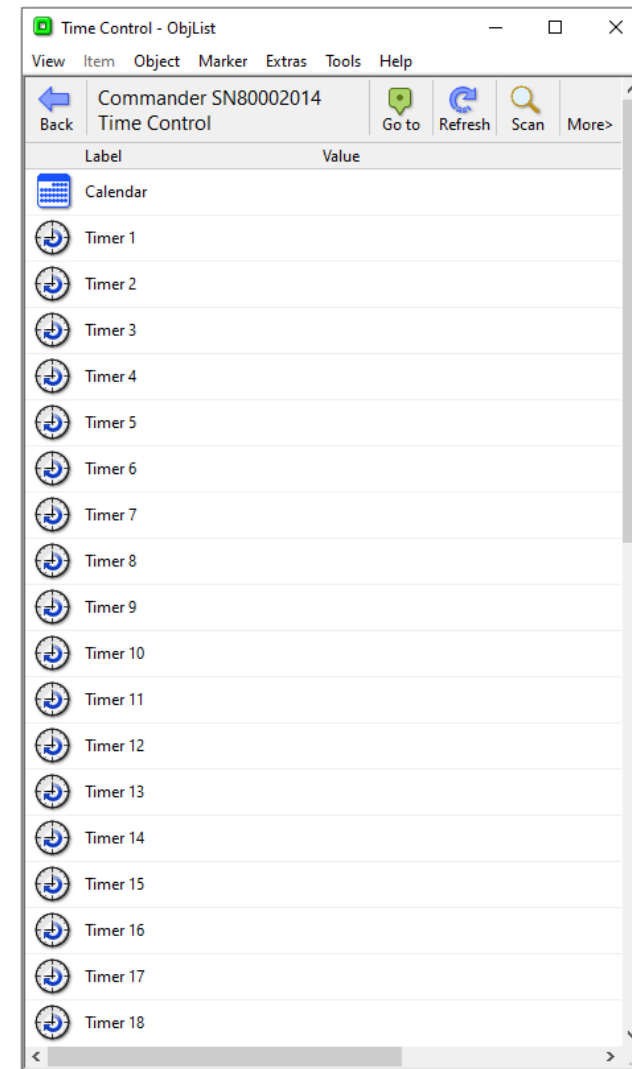 Time Control - ObjList
View Item Object Marker Extras Tools Help
Back
Commander SN80002014
Time Control
Go to Refresh Scan More>
Label Value
Calendar
Timer 1
Timer 2
Timer 3
Timer 4
Timer 5
Timer 6
Timer 7
Timer 8
Timer 9
Timer 10
Timer 11
Timer 12
Timer 13
Timer 14
Timer 15
Timer 16
Timer 17
Timer 18